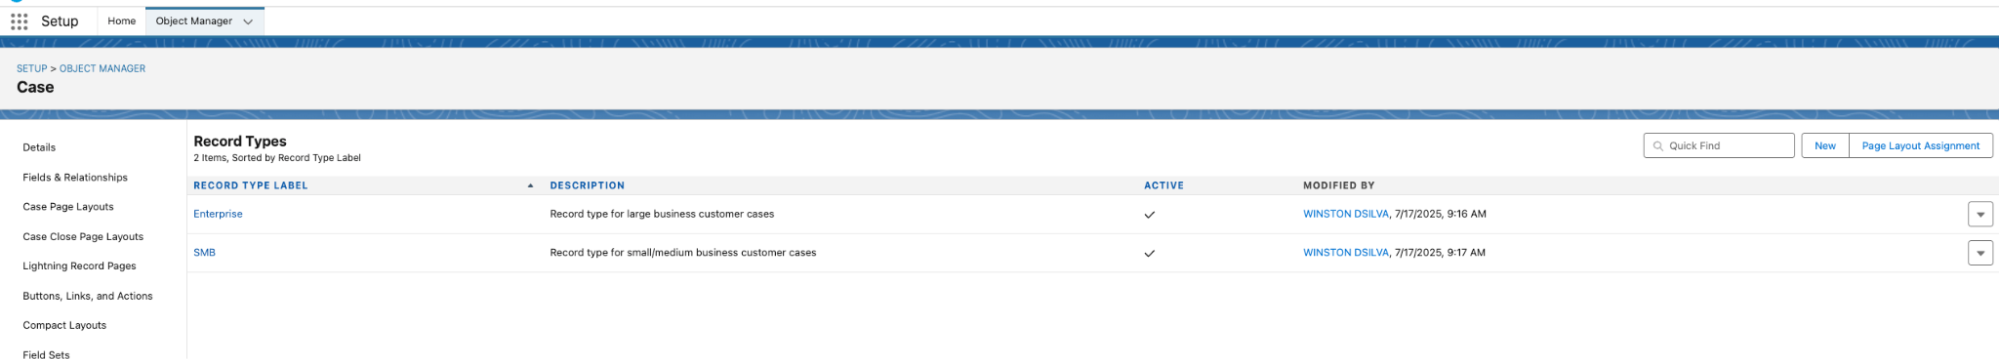 Setup Home Object Manager
SETUP > OBJECT MANAGER
Case
Details
Fields & Relationships
Case Page Layouts
Case Close Page Layouts
Lightning Record Pages
Buttons, Links, and Actions
Compact Layouts
Field Sets
Record Types
2 Items, Sorted by Record Type Label
Quick Find New Page Layout Assignment
RECORD TYPE LABEL DESCRIPTION ACTIVE MODIFIED BY
Enterprise Record type for large business customer cases WINSTON DSILVA, 7/17/2025, 9:16 AM
SMB Record type for small/medium business customer cases WINSTON DSILVA, 7/17/2025, 9:17 AM